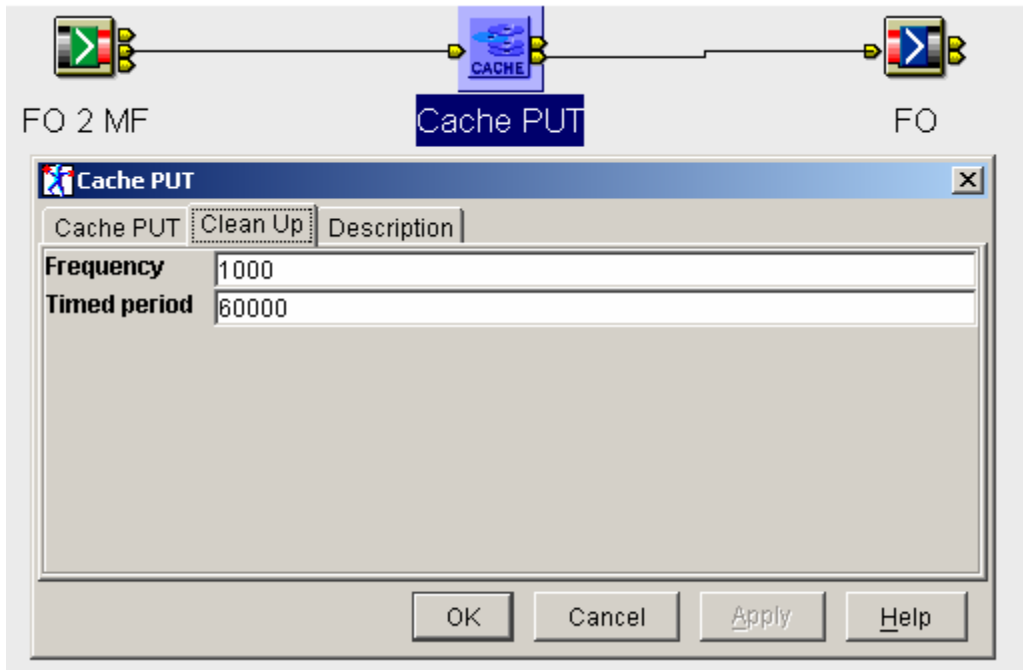 CACHE
FO 2 MF Cache PUT FO
Cache PUT
Cache PUT Clean Up Description
Frequency 1000
Timed period 60000
OK Cancel Apply Help